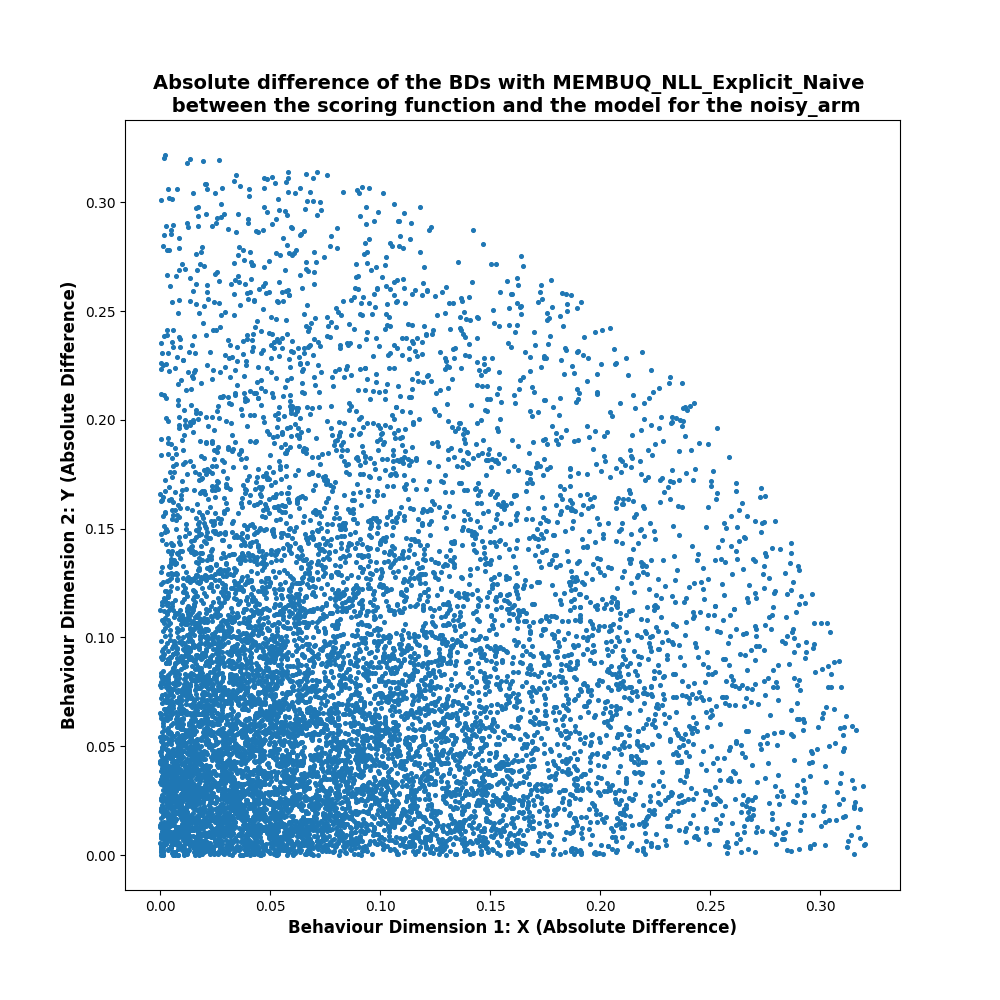 Absolute difference of the BDs with MEMBUQ_NLL_Explicit_Naive
between the scoring function and the model for the noisy_arm
Behaviour Dimension 2: Y (Absolute Difference)
0.30
0.25
0.20
0.15
0.10
0.05
0.00
0.00 0.05 0.10 0.15 0.20 0.25 0.30
Behaviour Dimension 1: X (Absolute Difference)